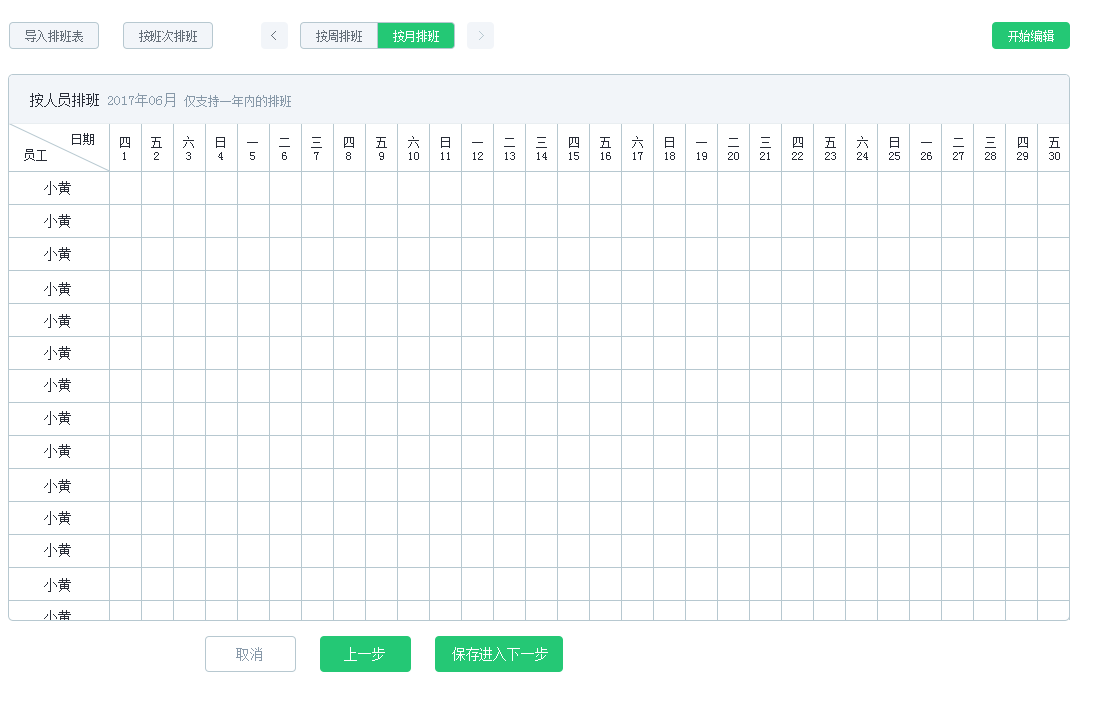 导入排班表 按班次排班 < 按周排班 按月排班 > 开始编辑
按人员排班 2017年06月 仅支持一年内的排班
日期 四 五 六 日 一 二 三 四 五 六 日 一 二 三 四 五 六 日 一 二 三 四 五 六 日 一 二 三 四 五
员工 1 2 3 4 5 6 7 8 9 10 11 12 13 14 15 16 17 18 19 20 21 22 23 24 25 26 27 28 29 30
小黄
小黄
小黄
小黄
小黄
小黄
小黄
小黄
小黄
小黄
小黄
小黄
小黄
小黄
取消 上一步 保存进入下一步